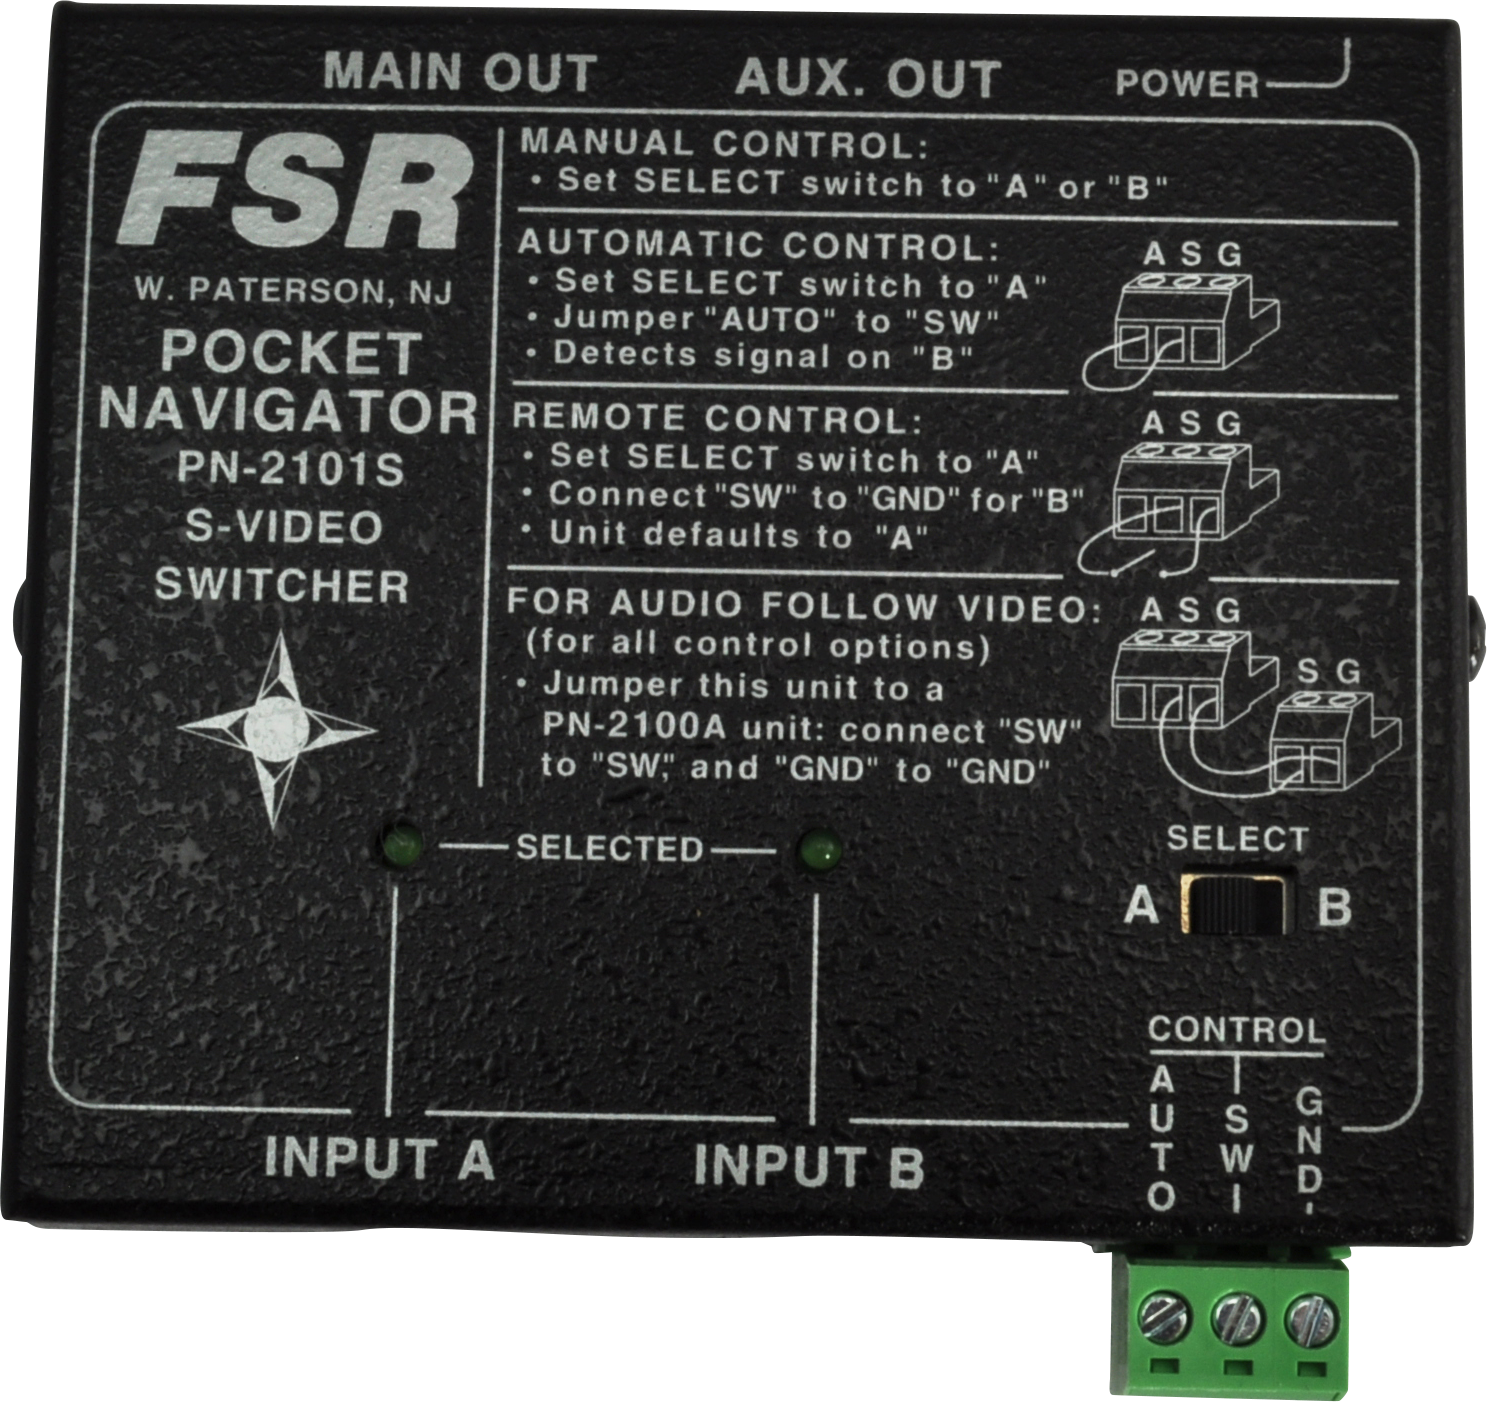 MAIN OUT AUX. OUT POWER
FSR
W. PATERSON, NJ
POCKET
NAVIGATOR
PN-2101S
S-VIDEO
SWITCHER
MANUAL CONTROL:
• Set SELECT switch to "A" or "B"
AUTOMATIC CONTROL:
• Set SELECT switch to "A"
• Jumper "AUTO" to "SW"
• Detects signal on "B"
A S G
REMOTE CONTROL:
• Set SELECT switch to "A"
• Connect "SW" to "GND" for "B"
• Unit defaults to "A"
A S G
FOR AUDIO FOLLOW VIDEO:
(for all control options)
• Jumper this unit to a
PN-2100A unit: connect "SW"
to "SW," and "GND" to "GND"
A S G
S G
SELECTED
SELECT
A B
CONTROL
AUTO
SW
GND
INPUT A INPUT B